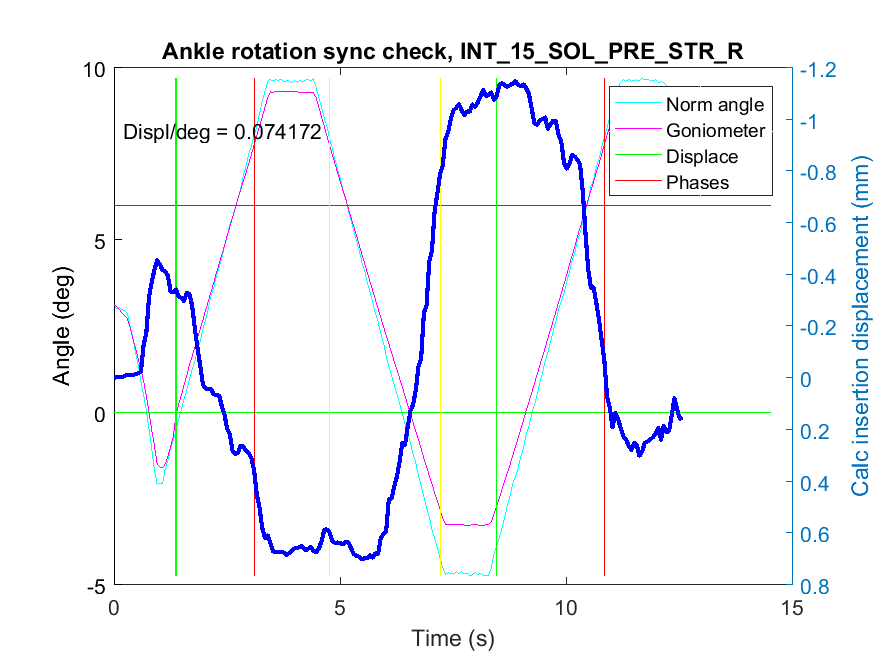 Ankle rotation sync check, INT_15_SOL_PRE_STR_R
10
5
0
-5
Angle (deg)
Displ/deg = 0.074172
Norm angle
Goniometer
Displace
Phases
-1.2
-1
-0.8
-0.6
-0.4
-0.2
0
0.2
0.4
0.6
0.8
Calc insertion displacement (mm)
0
5
10
15
Time (s)